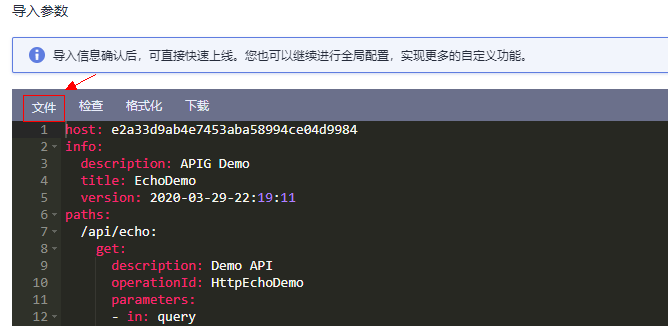 导入参数
导入信息确认后，可直接快速上线。您也可以继续进行全局配置，实现更多的自定义功能。
文件 检查 格式化 下载
1 host: e2a33d9ab4e7453aba58994ce04d9984
2 info:
3 description: APIG Demo
4 title: EchoDemo
5 version: 2020-03-29-22:19:11
6 paths:
7 /api/echo:
8 get:
9 description: Demo API
10 operationId: HttpEchoDemo
11 parameters:
12 - in: query